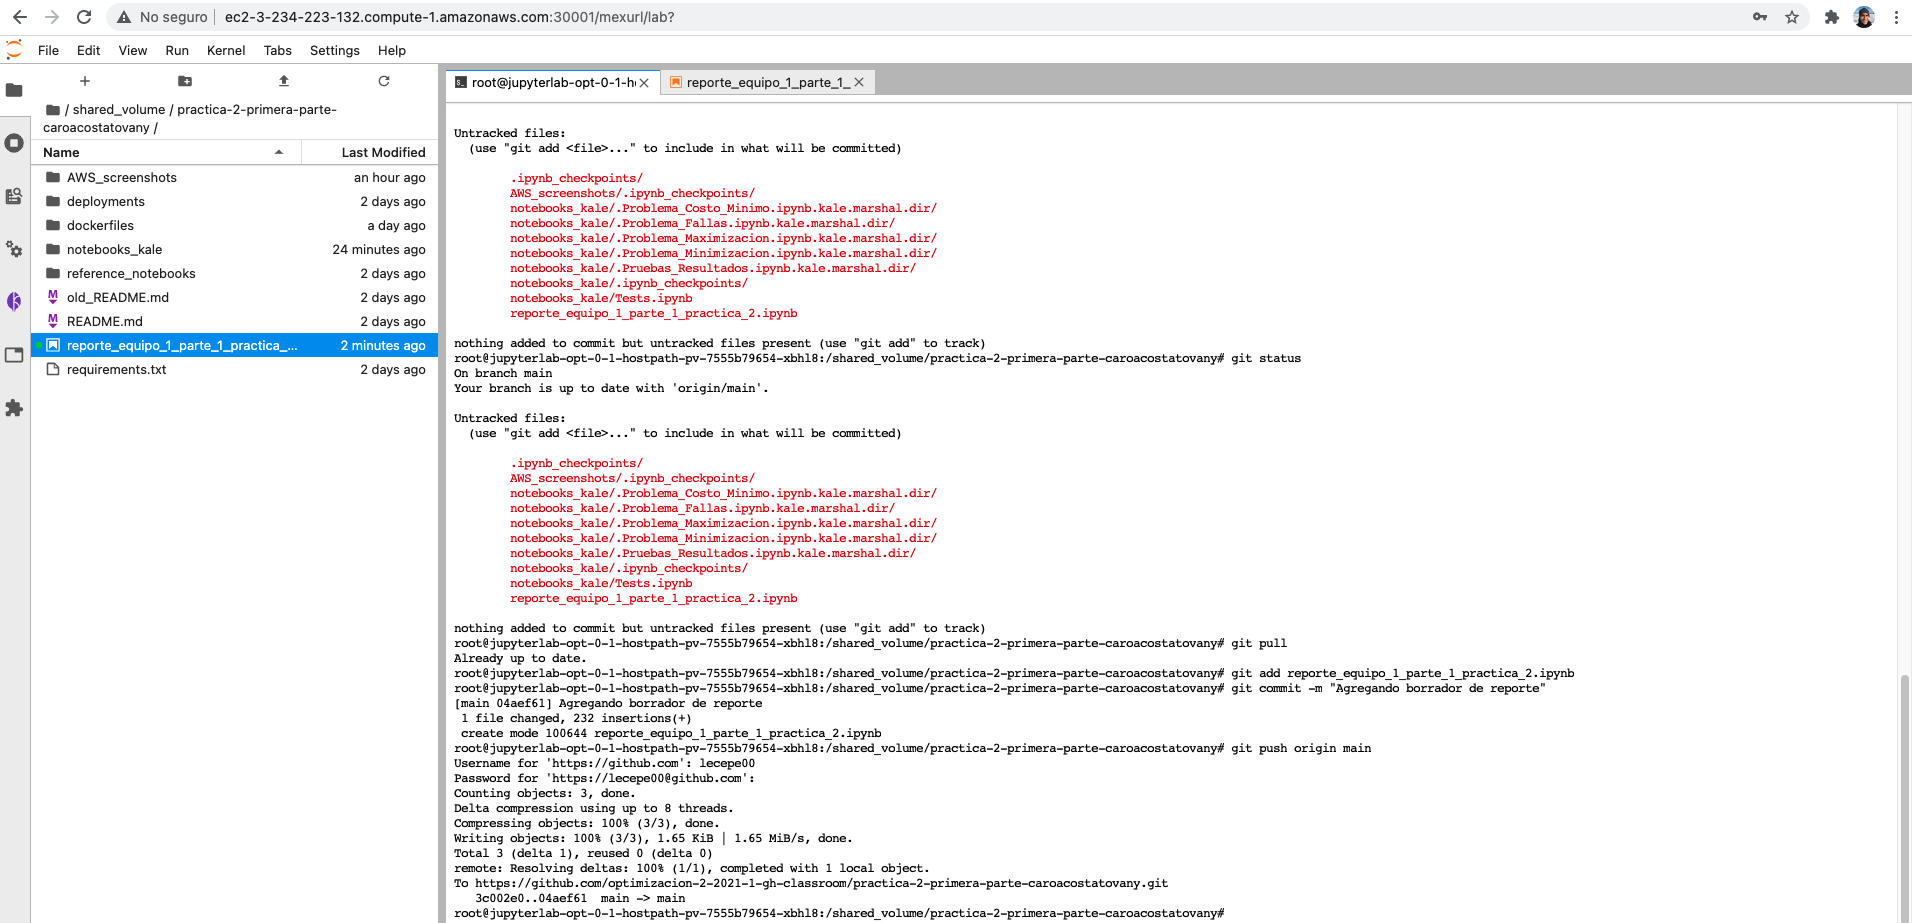 No seguro
ec2-3-234-223-132.compute-1.amazonaws.com:30001/mexurl/lab?
File Edit View Run Kernel Tabs Settings Help
/ shared_volume / practica-2-primera-parte-
caroacostatovany /
Name Last Modified
AWS_screenshots an hour ago
deployments 2 days ago
dockerfiles a day ago
notebooks_kale 24 minutes ago
reference_notebooks 2 days ago
old_README.md 2 days ago
README.md 2 days ago
reporte_equipo_1_parte_1_practica_... 2 minutes ago
requirements.txt 2 days ago
root@jupyterlab-opt-0-1-h
reporte_equipo_1_parte_1_
Untracked files:
(use "git add <file>..." to include in what will be committed)
.ipynb_checkpoints/
AWS_screenshots/.ipynb_checkpoints/
notebooks_kale/.Problema_Costo_Minimo.ipynb.kale.marshal.dir/
notebooks_kale/.Problema_Fallas.ipynb.kale.marshal.dir/
notebooks_kale/.Problema_Maximizacion.ipynb.kale.marshal.dir/
notebooks_kale/.Problema_Minimizacion.ipynb.kale.marshal.dir/
notebooks_kale/.Pruebas_Resultados.ipynb.kale.marshal.dir/
notebooks_kale/.ipynb_checkpoints/
notebooks_kale/Tests.ipynb
reporte_equipo_1_parte_1_practica_2.ipynb
nothing added to commit but untracked files present (use "git add" to track)
root@jupyterlab-opt-0-1-hostpath-pv-7555b79654-xbhl8:/shared_volume/practica-2-primera-parte-caroacostatovany# git status
On branch main
Your branch is up to date with 'origin/main'.
Untracked files:
(use "git add <file>..." to include in what will be committed)
.ipynb_checkpoints/
AWS_screenshots/.ipynb_checkpoints/
notebooks_kale/.Problema_Costo_Minimo.ipynb.kale.marshal.dir/
notebooks_kale/.Problema_Fallas.ipynb.kale.marshal.dir/
notebooks_kale/.Problema_Maximizacion.ipynb.kale.marshal.dir/
notebooks_kale/.Problema_Minimizacion.ipynb.kale.marshal.dir/
notebooks_kale/.Pruebas_Resultados.ipynb.kale.marshal.dir/
notebooks_kale/.ipynb_checkpoints/
notebooks_kale/Tests.ipynb
reporte_equipo_1_parte_1_practica_2.ipynb
nothing added to commit but untracked files present (use "git add" to track)
root@jupyterlab-opt-0-1-hostpath-pv-7555b79654-xbhl8:/shared_volume/practica-2-primera-parte-caroacostatovany# git pull
Already up to date.
root@jupyterlab-opt-0-1-hostpath-pv-7555b79654-xbhl8:/shared_volume/practica-2-primera-parte-caroacostatovany# git add reporte_equipo_1_parte_1_practica_2.ipynb
root@jupyterlab-opt-0-1-hostpath-pv-7555b79654-xbhl8:/shared_volume/practica-2-primera-parte-caroacostatovany# git commit -m "Agregando borrador de reporte"
[main 04aef61] Agregando borrador de reporte
1 file changed, 232 insertions(+)
create mode 100644 reporte_equipo_1_parte_1_practica_2.ipynb
root@jupyterlab-opt-0-1-hostpath-pv-7555b79654-xbhl8:/shared_volume/practica-2-primera-parte-caroacostatovany# git push origin main
Username for 'https://github.com': lecepe00
Password for 'https://lecepe00@github.com':
Counting objects: 3, done.
Delta compression using up to 8 threads.
Compressing objects: 100% (3/3), done.
Writing objects: 100% (3/3), 1.65 KiB | 1.65 MiB/s, done.
Total 3 (delta 1), reused 0 (delta 0)
remote: Resolving deltas: 100% (1/1), completed with 1 local object.
To https://github.com/optimizacion-2-2021-1-gh-classroom/practica-2-primera-parte-caroacostatovany.git
3c002e0..04aef61 main -> main
root@jupyterlab-opt-0-1-hostpath-pv-7555b79654-xbhl8:/shared_volume/practica-2-primera-parte-caroacostatovany#